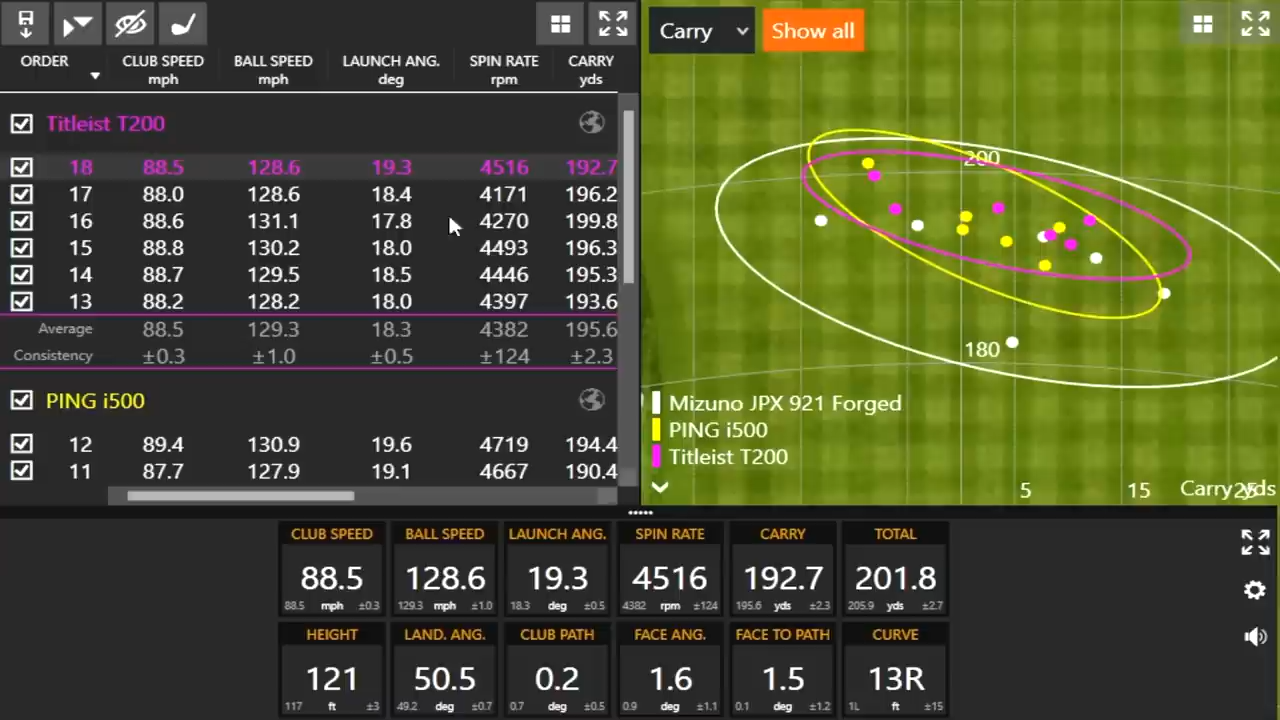 ORDER CLUB SPEED mph BALL SPEED mph LAUNCH ANG. deg SPIN RATE rpm CARRY yds
Titleist T200
18 88.5 128.6 19.3 4516 192.7
17 88.0 128.6 18.4 4171 196.2
16 88.6 131.1 17.8 4270 199.8
15 88.8 130.2 18.0 4493 196.3
14 88.7 129.5 18.5 4446 195.3
13 88.2 128.2 18.0 4397 193.6
Average 88.5 129.3 18.3 4382 195.6
Consistency ±0.3 ±1.0 ±0.5 ±124 ±2.3
PING i500
12 89.4 130.9 19.6 4719 194.4
11 87.7 127.9 19.1 4667 190.4
Carry Show all
200
180
Mizuno JPX 921 Forged
PING i500
Titleist T200
5 15 25
Carry yds
CLUB SPEED BALL SPEED LAUNCH ANG. SPIN RATE CARRY TOTAL
88.5 128.6 19.3 4516 192.7 201.8
88.5 mph ±0.3 129.3 mph ±1.0 18.3 deg ±0.5 4382 rpm ±124 195.6 yds ±2.3 205.9 yds ±2.7
HEIGHT LAND. ANG. CLUB PATH FACE ANG. FACE TO PATH CURVE
121 50.5 0.2 1.6 1.5 13R
117 ft ±3 49.2 deg ±0.7 0.7 deg ±0.5 0.9 deg ±1.1 0.1 deg ±1.2 1L ft ±15